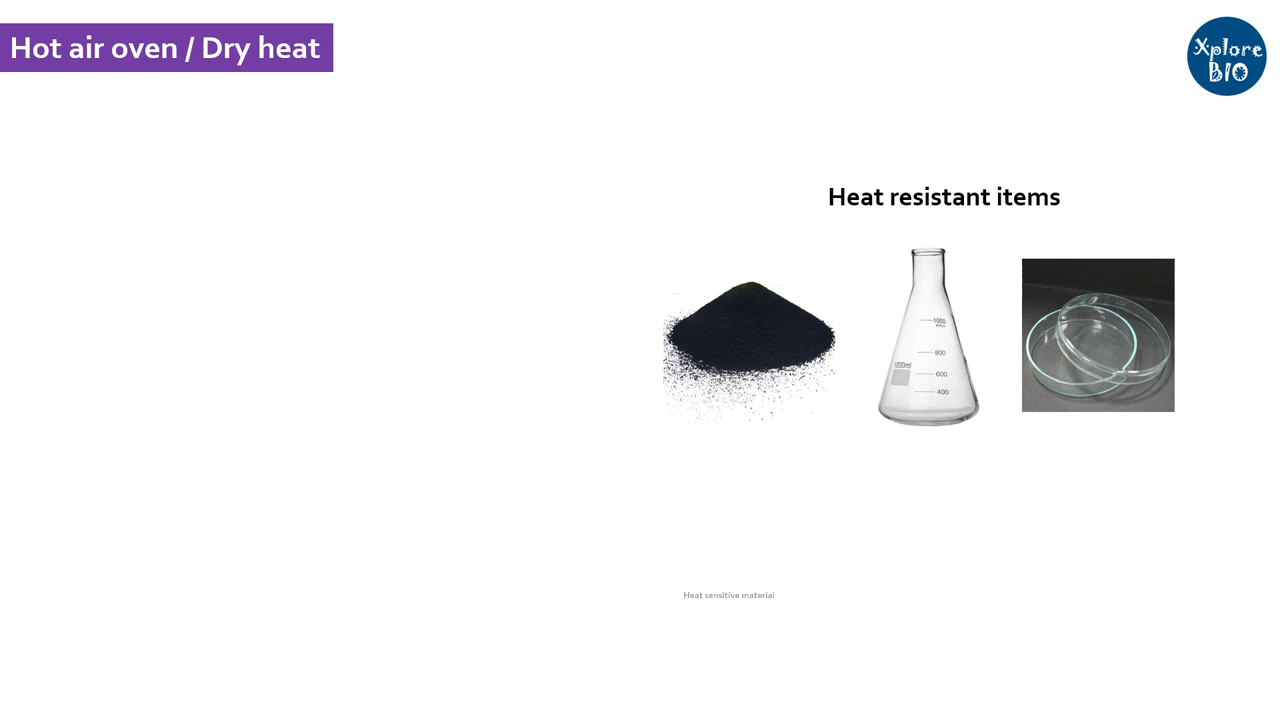 Hot air oven / Dry heat
Xplore
BIO
Heat resistant items
1000
800
1000ml
600
400
Heat sensitive material